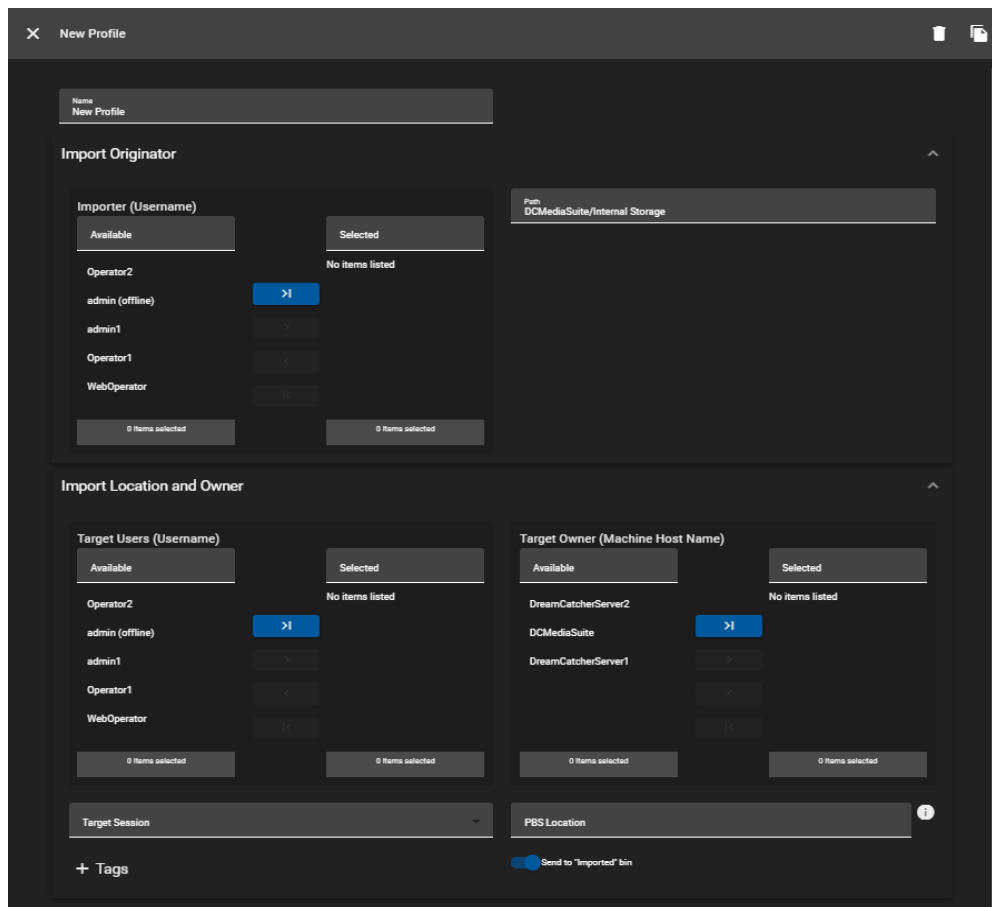 New Profile
Name
New Profile
Import Originator
Importer (Username)
Available
Selected
Operator2
No items listed
admin (offline)
admin1
Operator1
WebOperator
0 Items selected
0 Items selected
Path
DCMediaSuite/Internal Storage
Import Location and Owner
Target Users (Username)
Available
Selected
Operator2
No items listed
admin (offline)
admin1
Operator1
WebOperator
0 Items selected
0 Items selected
Target Owner (Machine Host Name)
Available
Selected
DreamCatcherServer2
No items listed
DCMediaSuite
DreamCatcherServer1
0 Items selected
0 Items selected
Target Session
PBS Location
+ Tags
Send to "Imported" bin